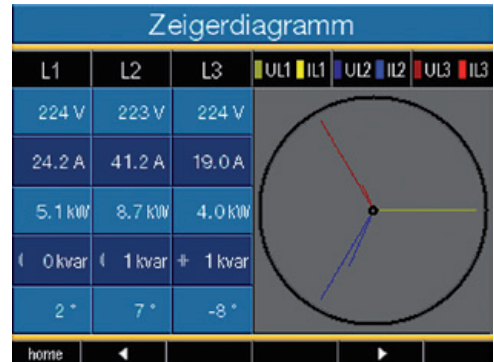 Zeigerdiagramm
L1 L2 L3 UL1 IL1 UL2 IL2 UL3 IL3
224 V 223 V 224 V
24.2 A 41.2 A 19.0 A
5.1 kW 8.7 kW 4.0 kW
0 kvar 1 kvar 1 kvar
2 ° 7 ° -8 °
home